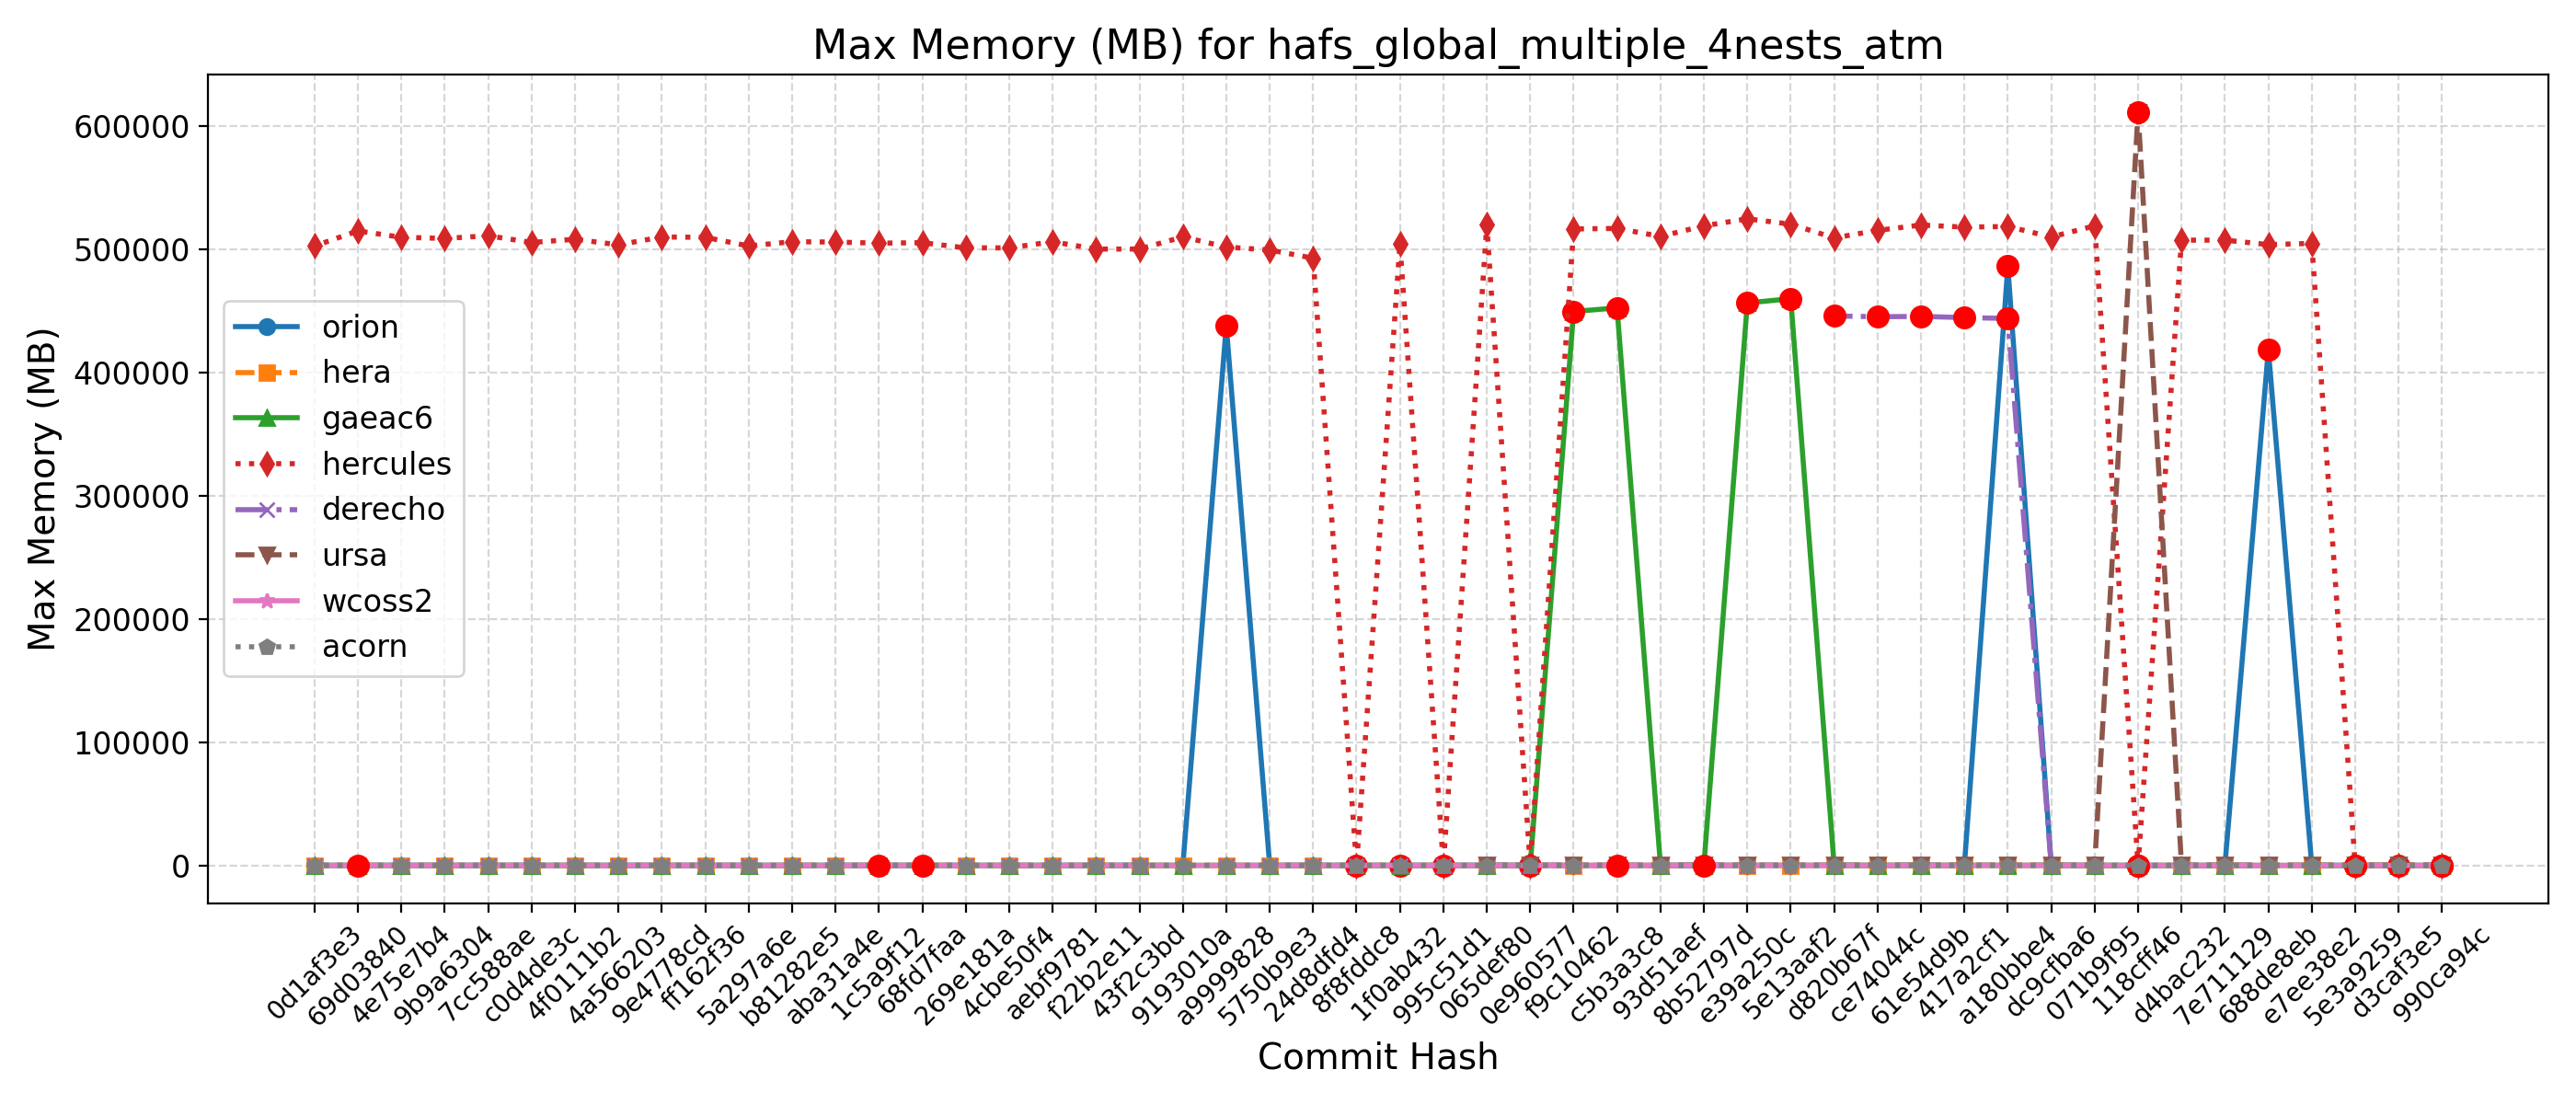 Max Memory (MB) for hafs_global_multiple_4nests_atm
Max Memory (MB)
600000
500000
400000
300000
200000
100000
0
orion
hera
gaeac6
hercules
derecho
ursa
wcoss2
acorn
0d1af3e3
69d03840
4e75e7b4
9b9a6304
7cc588ae
c0d4de3c
4f0111b2
4a566203
9e4778cd
ff162f36
5a297a6e
b81282e5
aba31a4e
1c5a9f12
68fd7faa
269e181a
4cbe50f4
aebf9781
f22b2e11
43f2c3bd
9193010a
a9999828
5750b9e3
24d8dfd4
8f8fddc8
1f0ab432
995c51d1
065def80
0e960577
f9c10462
c5b3a3c8
93d51aef
8b52797d
e39a250c
5e13aaf2
d820b67f
ce74044c
61e54d9b
417a2cf1
a180bbe4
dc9cfba6
071b9f95
118cff46
d4bac232
7e711129
688de8eb
e7ee38e2
5e3a9259
d3caf3e5
990ca94c
Commit Hash